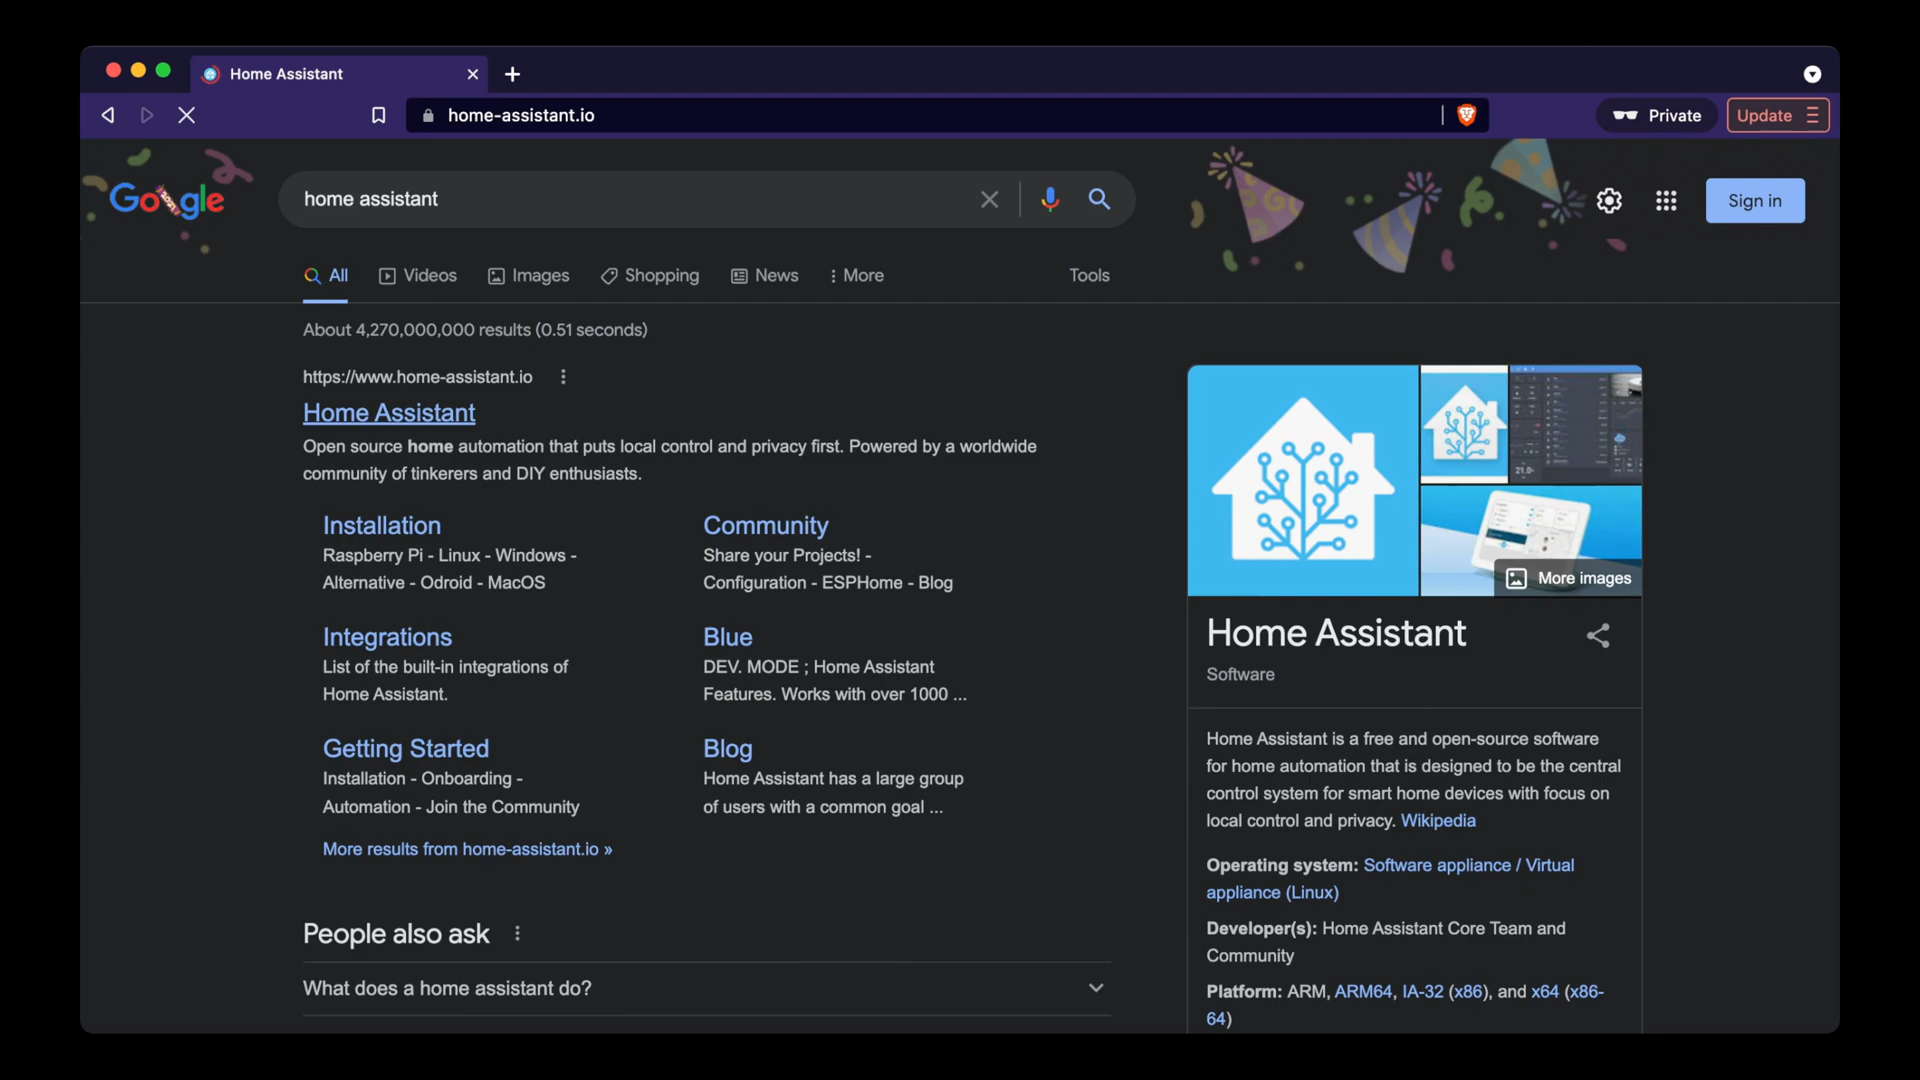 Home Assistant
home-assistant.io
Private
Update
Google
home assistant
Sign in
All
Videos
Images
Shopping
News
More
Tools
About 4,270,000,000 results (0.51 seconds)
https://www.home-assistant.io
Home Assistant
Open source home automation that puts local control and privacy first. Powered by a worldwide
community of tinkerers and DIY enthusiasts.
Installation
Raspberry Pi - Linux - Windows -
Alternative - Odroid - MacOS
Community
Share your Projects! -
Configuration - ESPHome - Blog
Integrations
List of the built-in integrations of
Home Assistant.
Blue
DEV. MODE ; Home Assistant
Features. Works with over 1000 ...
Getting Started
Installation - Onboarding -
Automation - Join the Community
Blog
Home Assistant has a large group
of users with a common goal ...
More results from home-assistant.io »
People also ask
What does a home assistant do?
21.0
More images
Home Assistant
Software
Home Assistant is a free and open-source software
for home automation that is designed to be the central
control system for smart home devices with focus on
local control and privacy. Wikipedia
Operating system: Software appliance / Virtual
appliance (Linux)
Developer(s): Home Assistant Core Team and
Community
Platform: ARM, ARM64, IA-32 (x86), and x64 (x86-
64)